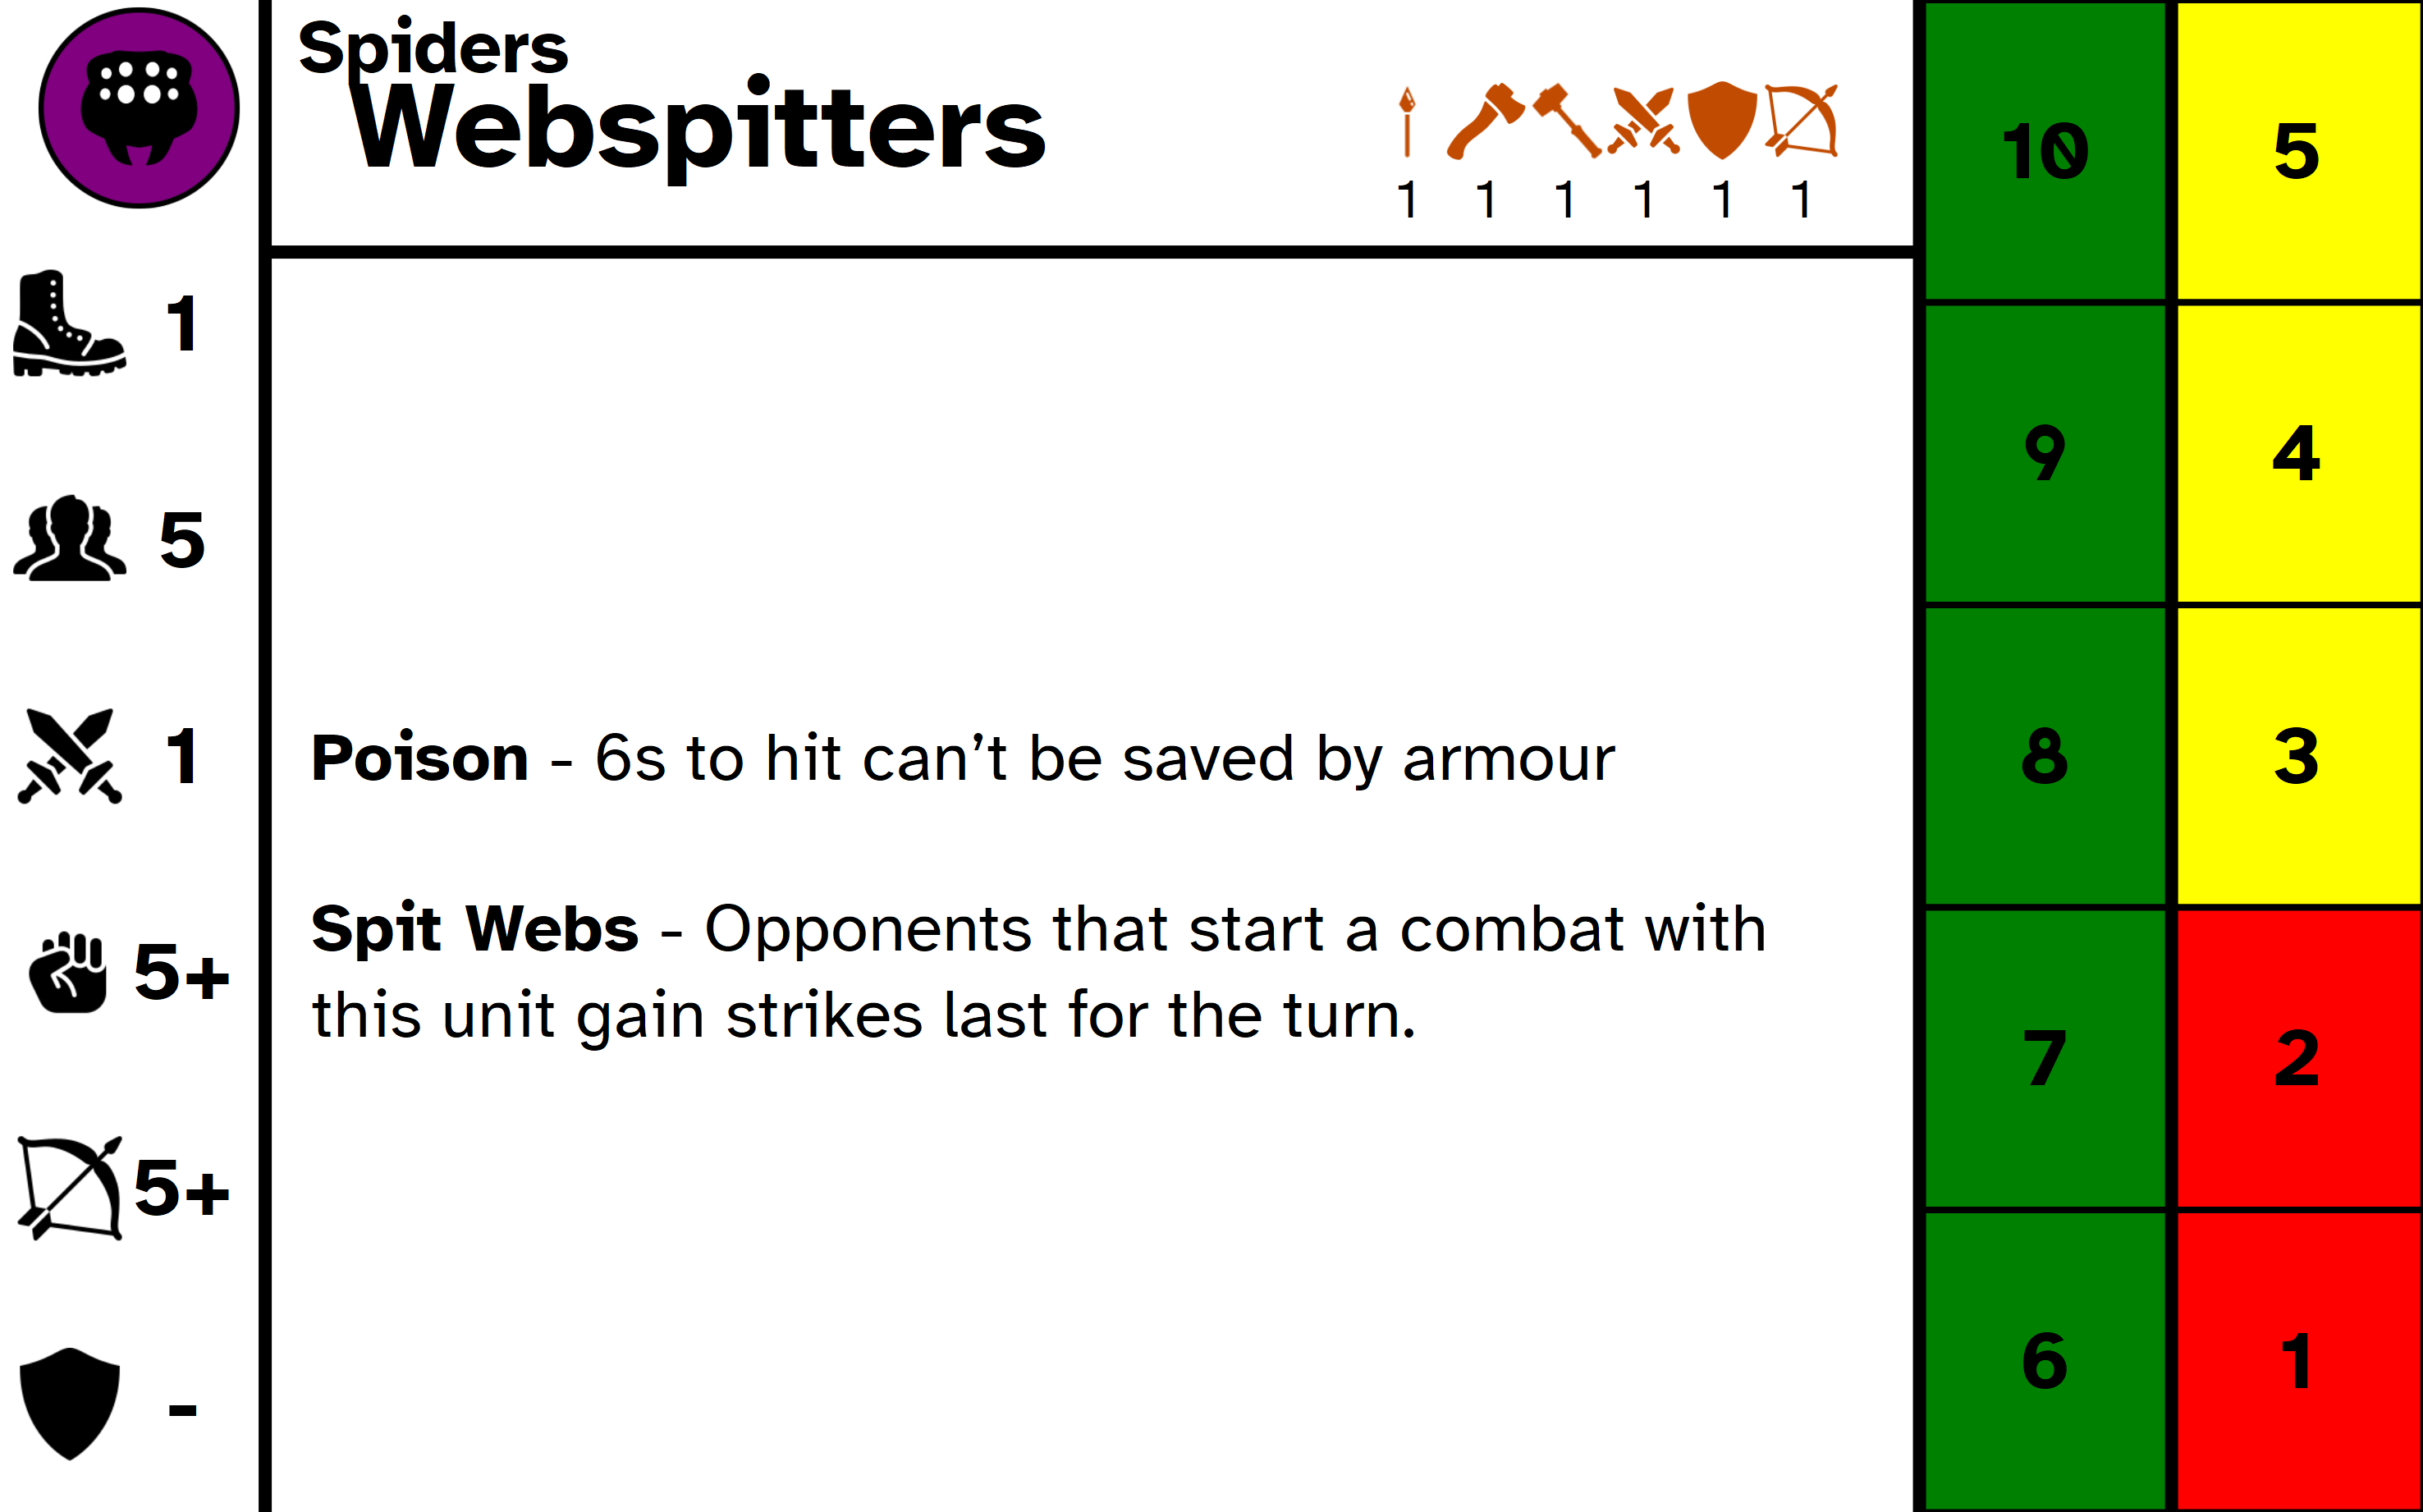 Spiders
Webspitters
1 1 1 1 1 1
1
5
1
5+
5+
-
Poison - 6s to hit can’t be saved by armour
Spit Webs - Opponents that start a combat with
this unit gain strikes last for the turn.
10 5
9 4
8 3
7 2
6 1